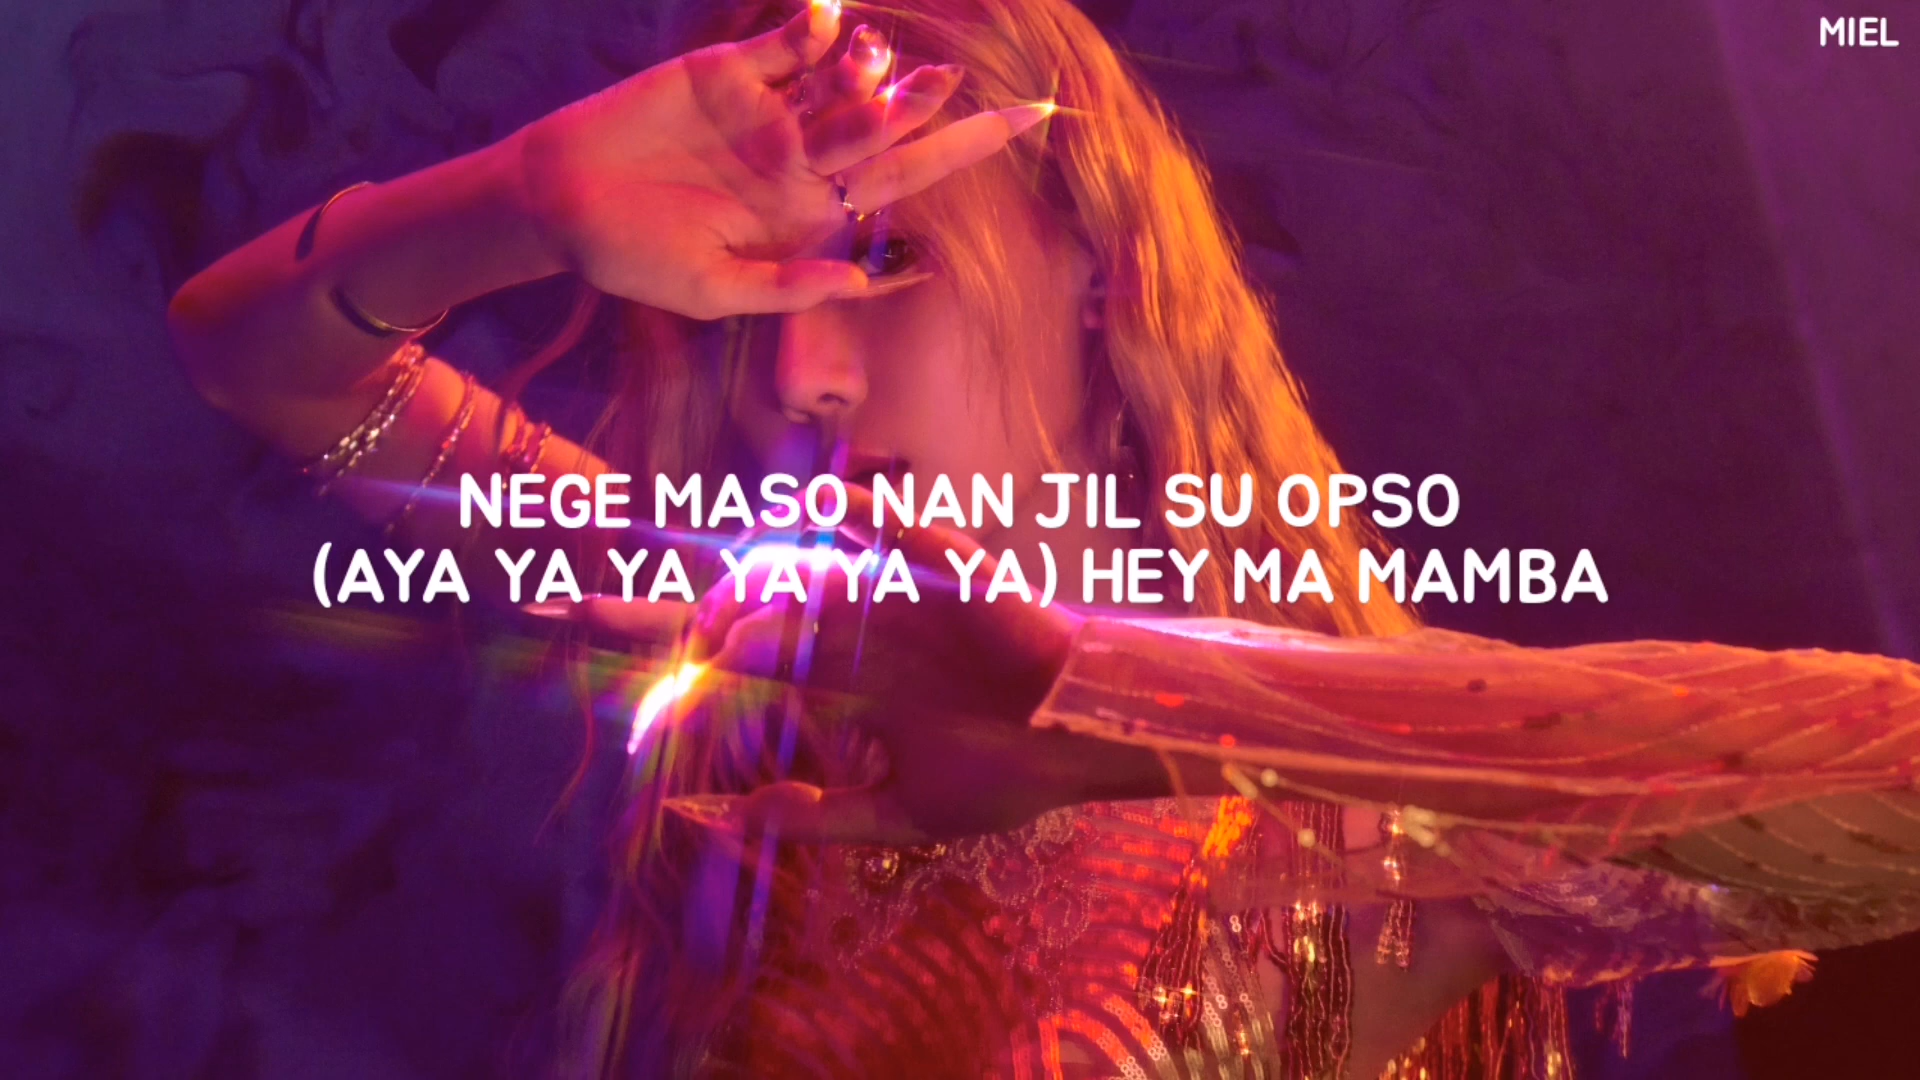 MIEL
NEGE MASO NAN JIL SU OPSO
(AYA YA YA YA YA YA) HEY MA MAMBA